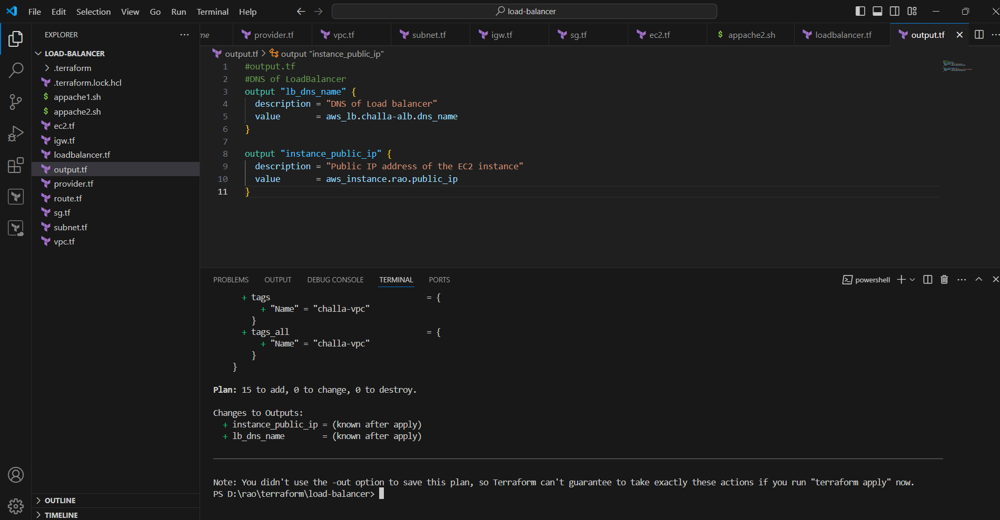 File Edit Selection View Go Run Terminal Help
load-balancer
EXPLORER
LOAD-BALANCER
.terraform
.terraform.lock.hcl
$ appache1.sh
$ appache2.sh
ec2.tf
igw.tf
loadbalancer.tf
output.tf
provider.tf
route.tf
sg.tf
subnet.tf
vpc.tf
OUTLINE
TIMELINE
me provider.tf vpc.tf subnet.tf igw.tf sg.tf ec2.tf $ appache2.sh loadbalancer.tf output.tf
output.tf > output "instance_public_ip"
1 #output.tf
2 #DNS of LoadBalancer
3 output "lb_dns_name" {
4 description = "DNS of Load balancer"
5 value = aws_lb.challa-alb.dns_name
6 }
7
8 output "instance_public_ip" {
9 description = "Public IP address of the EC2 instance"
10 value = aws_instance.rao.public_ip
11 }
PROBLEMS OUTPUT DEBUG CONSOLE TERMINAL PORTS
powershell
+ tags = {
+ "Name" = "challa-vpc"
}
+ tags_all = {
+ "Name" = "challa-vpc"
}
}
Plan: 15 to add, 0 to change, 0 to destroy.
Changes to Outputs:
+ instance_public_ip = (known after apply)
+ lb_dns_name = (known after apply)
Note: You didn't use the -out option to save this plan, so Terraform can't guarantee to take exactly these actions if you run "terraform apply" now.
PS D:\rao\terraform\load-balancer>